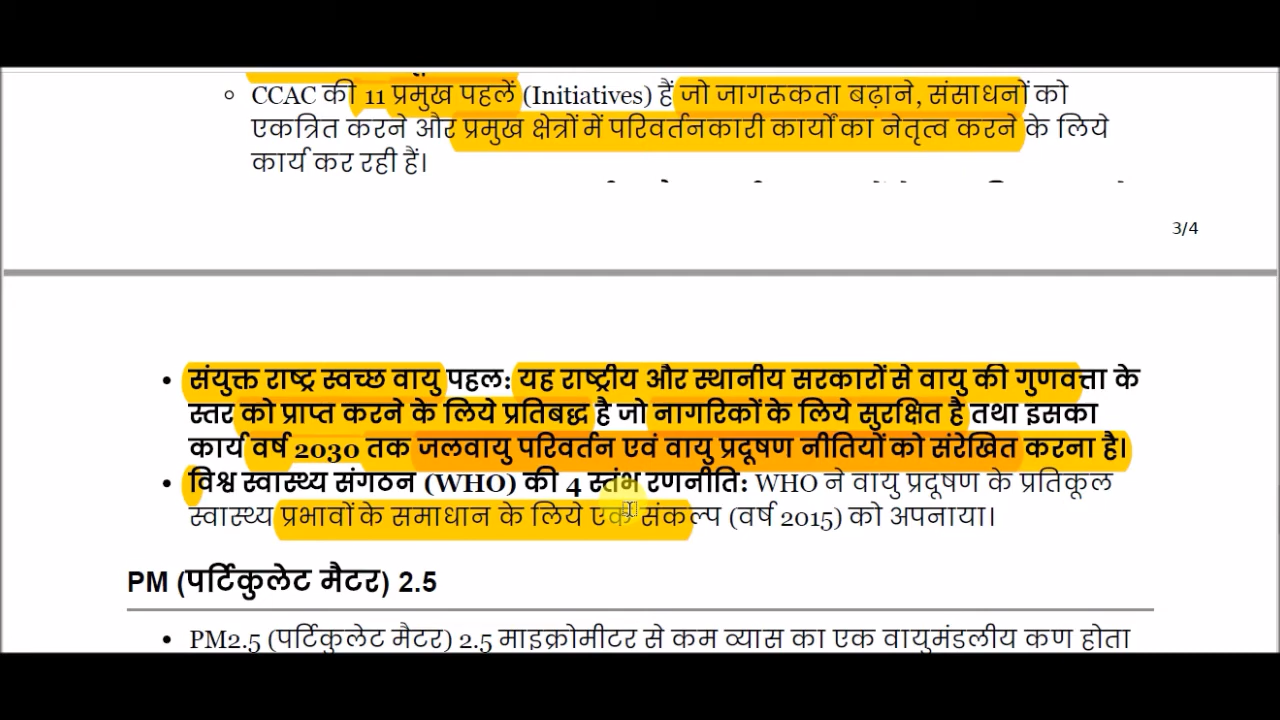 CCAC की 11 प्रमुख पहलें (Initiatives) हैं जो जागरूकता बढ़ाने, संसाधनों को
एकत्रित करने और प्रमुख क्षेत्रों में परिवर्तनकारी कार्यों का नेतृत्व करने के लिये
कार्य कर रही हैं।
3/4
संयुक्त राष्ट्र स्वच्छ वायु पहल: यह राष्ट्रीय और स्थानीय सरकारों से वायु की गुणवत्ता के
स्तर को प्राप्त करने के लिये प्रतिबद्ध है जो नागरिकों के लिये सुरक्षित है तथा इसका
कार्य वर्ष 2030 तक जलवायु परिवर्तन एवं वायु प्रदूषण नीतियों को संरेखित करना है।
विश्व स्वास्थ्य संगठन (WHO) की 4 स्तंभ रणनीति: WHO ने वायु प्रदूषण के प्रतिकूल
स्वास्थ्य प्रभावों के समाधान के लिये एक संकल्प (वर्ष 2015) को अपनाया।
PM (पर्टिकुलेट मैटर) 2.5
PM2.5 (पर्टिकुलेट मैटर) 2.5 माइक्रोमीटर से कम व्यास का एक वायुमंडलीय कण होता